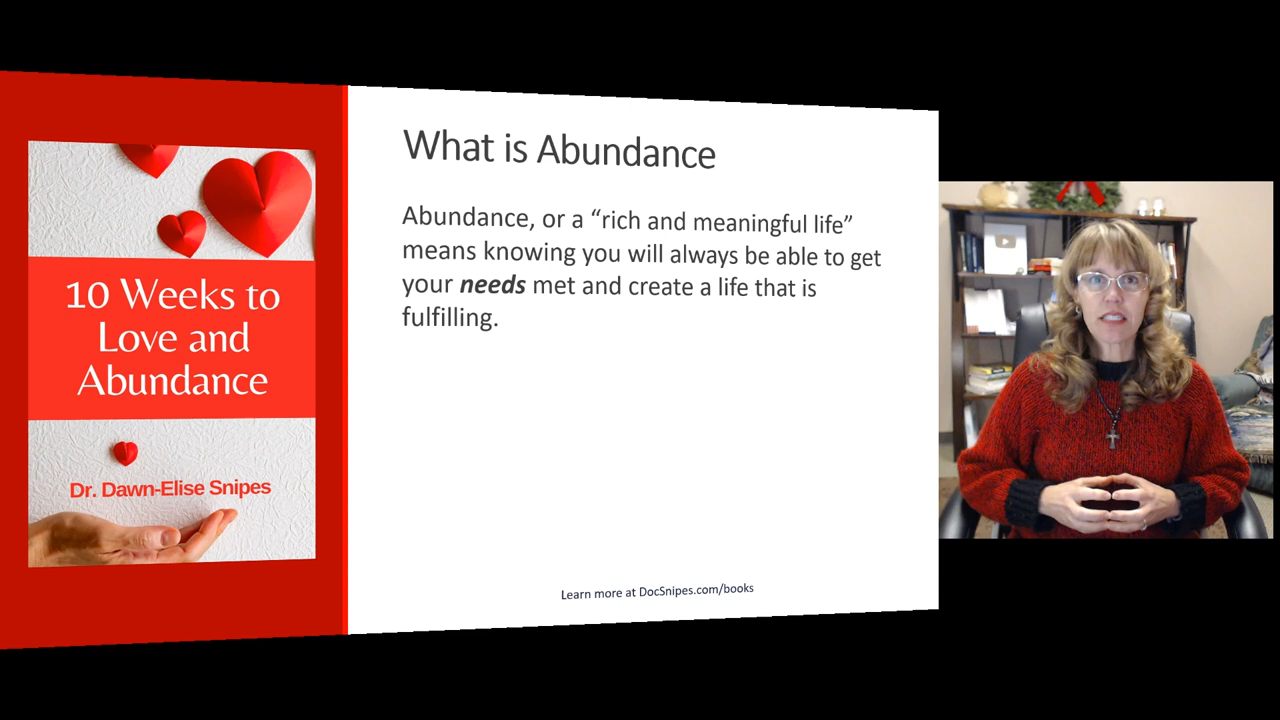 10 Weeks to
Love and
Abundance
Dr. Dawn-Elise Snipes
What is Abundance
Abundance, or a “rich and meaningful life”
means knowing you will always be able to get
your needs met and create a life that is
fulfilling.
Learn more at DocSnipes.com/books